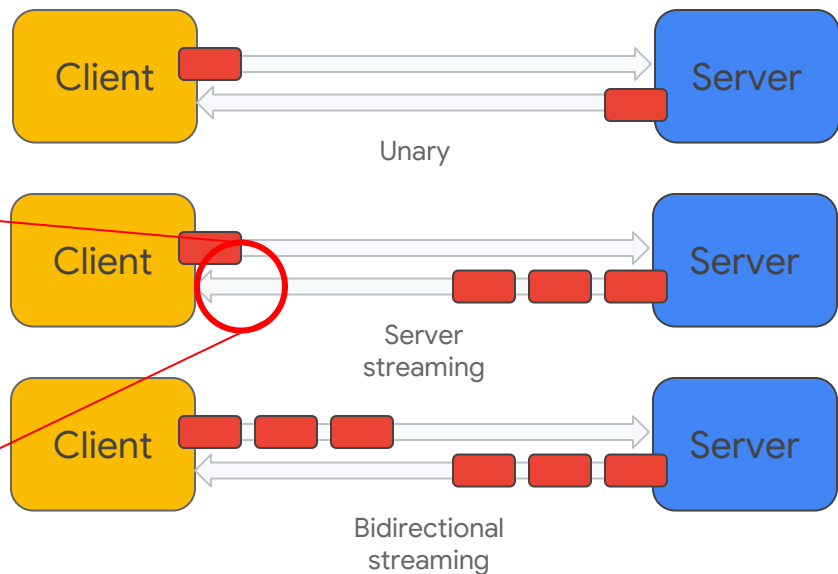 Client
Server
Unary
Client
Server
Server
streaming
Client
Server
Bidirectional
streaming